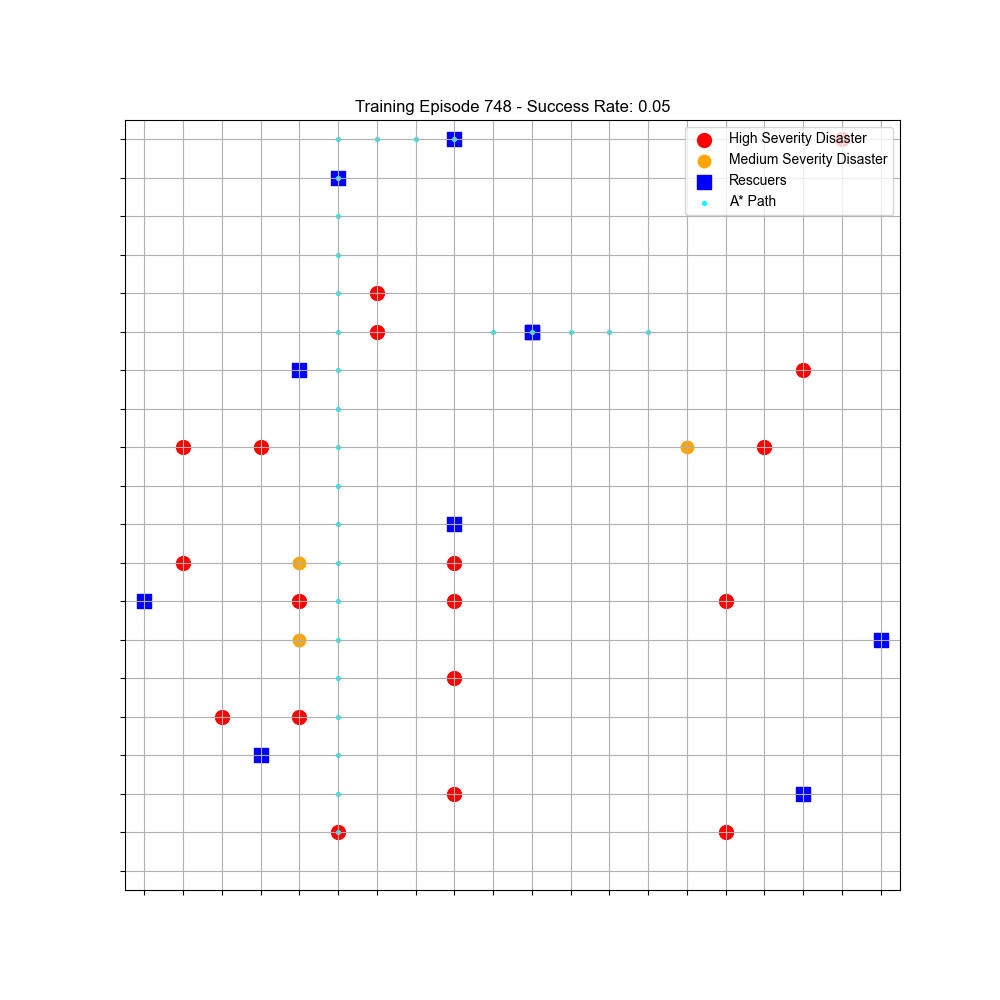 Training Episode 748 - Success Rate: 0.05
High Severity Disaster
Medium Severity Disaster
Rescuers
A* Path